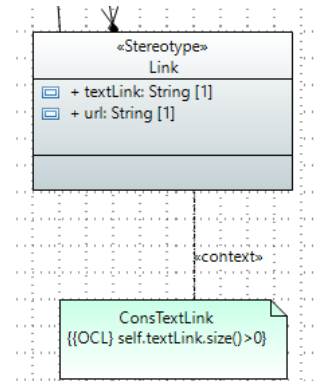 «Stereotype»
Link
+ textLink: String [1]
+ url: String [1]
«context»
ConsTextLink
{{OCL} self.textLink.size()>0}